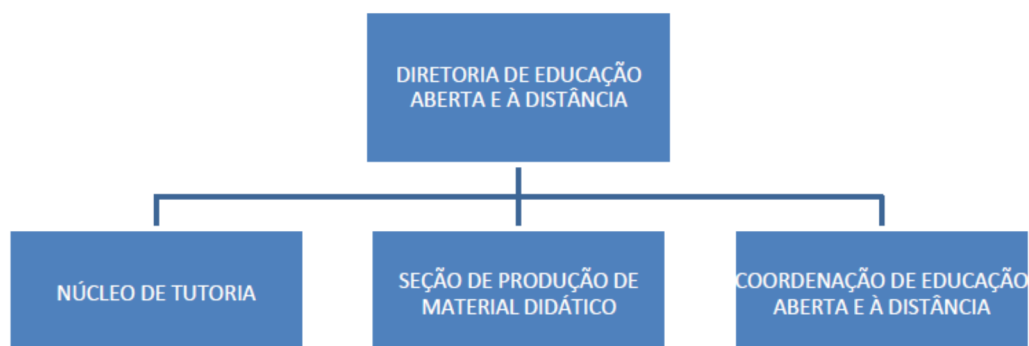 DIRETORIA DE EDUCAÇÃO
ABERTA E À DISTÂNCIA
NÚCLEO DE TUTORIA
SEÇÃO DE PRODUÇÃO DE
MATERIAL DIDÁTICO
COORDENAÇÃO DE EDUCAÇÃO
ABERTA E À DISTÂNCIA